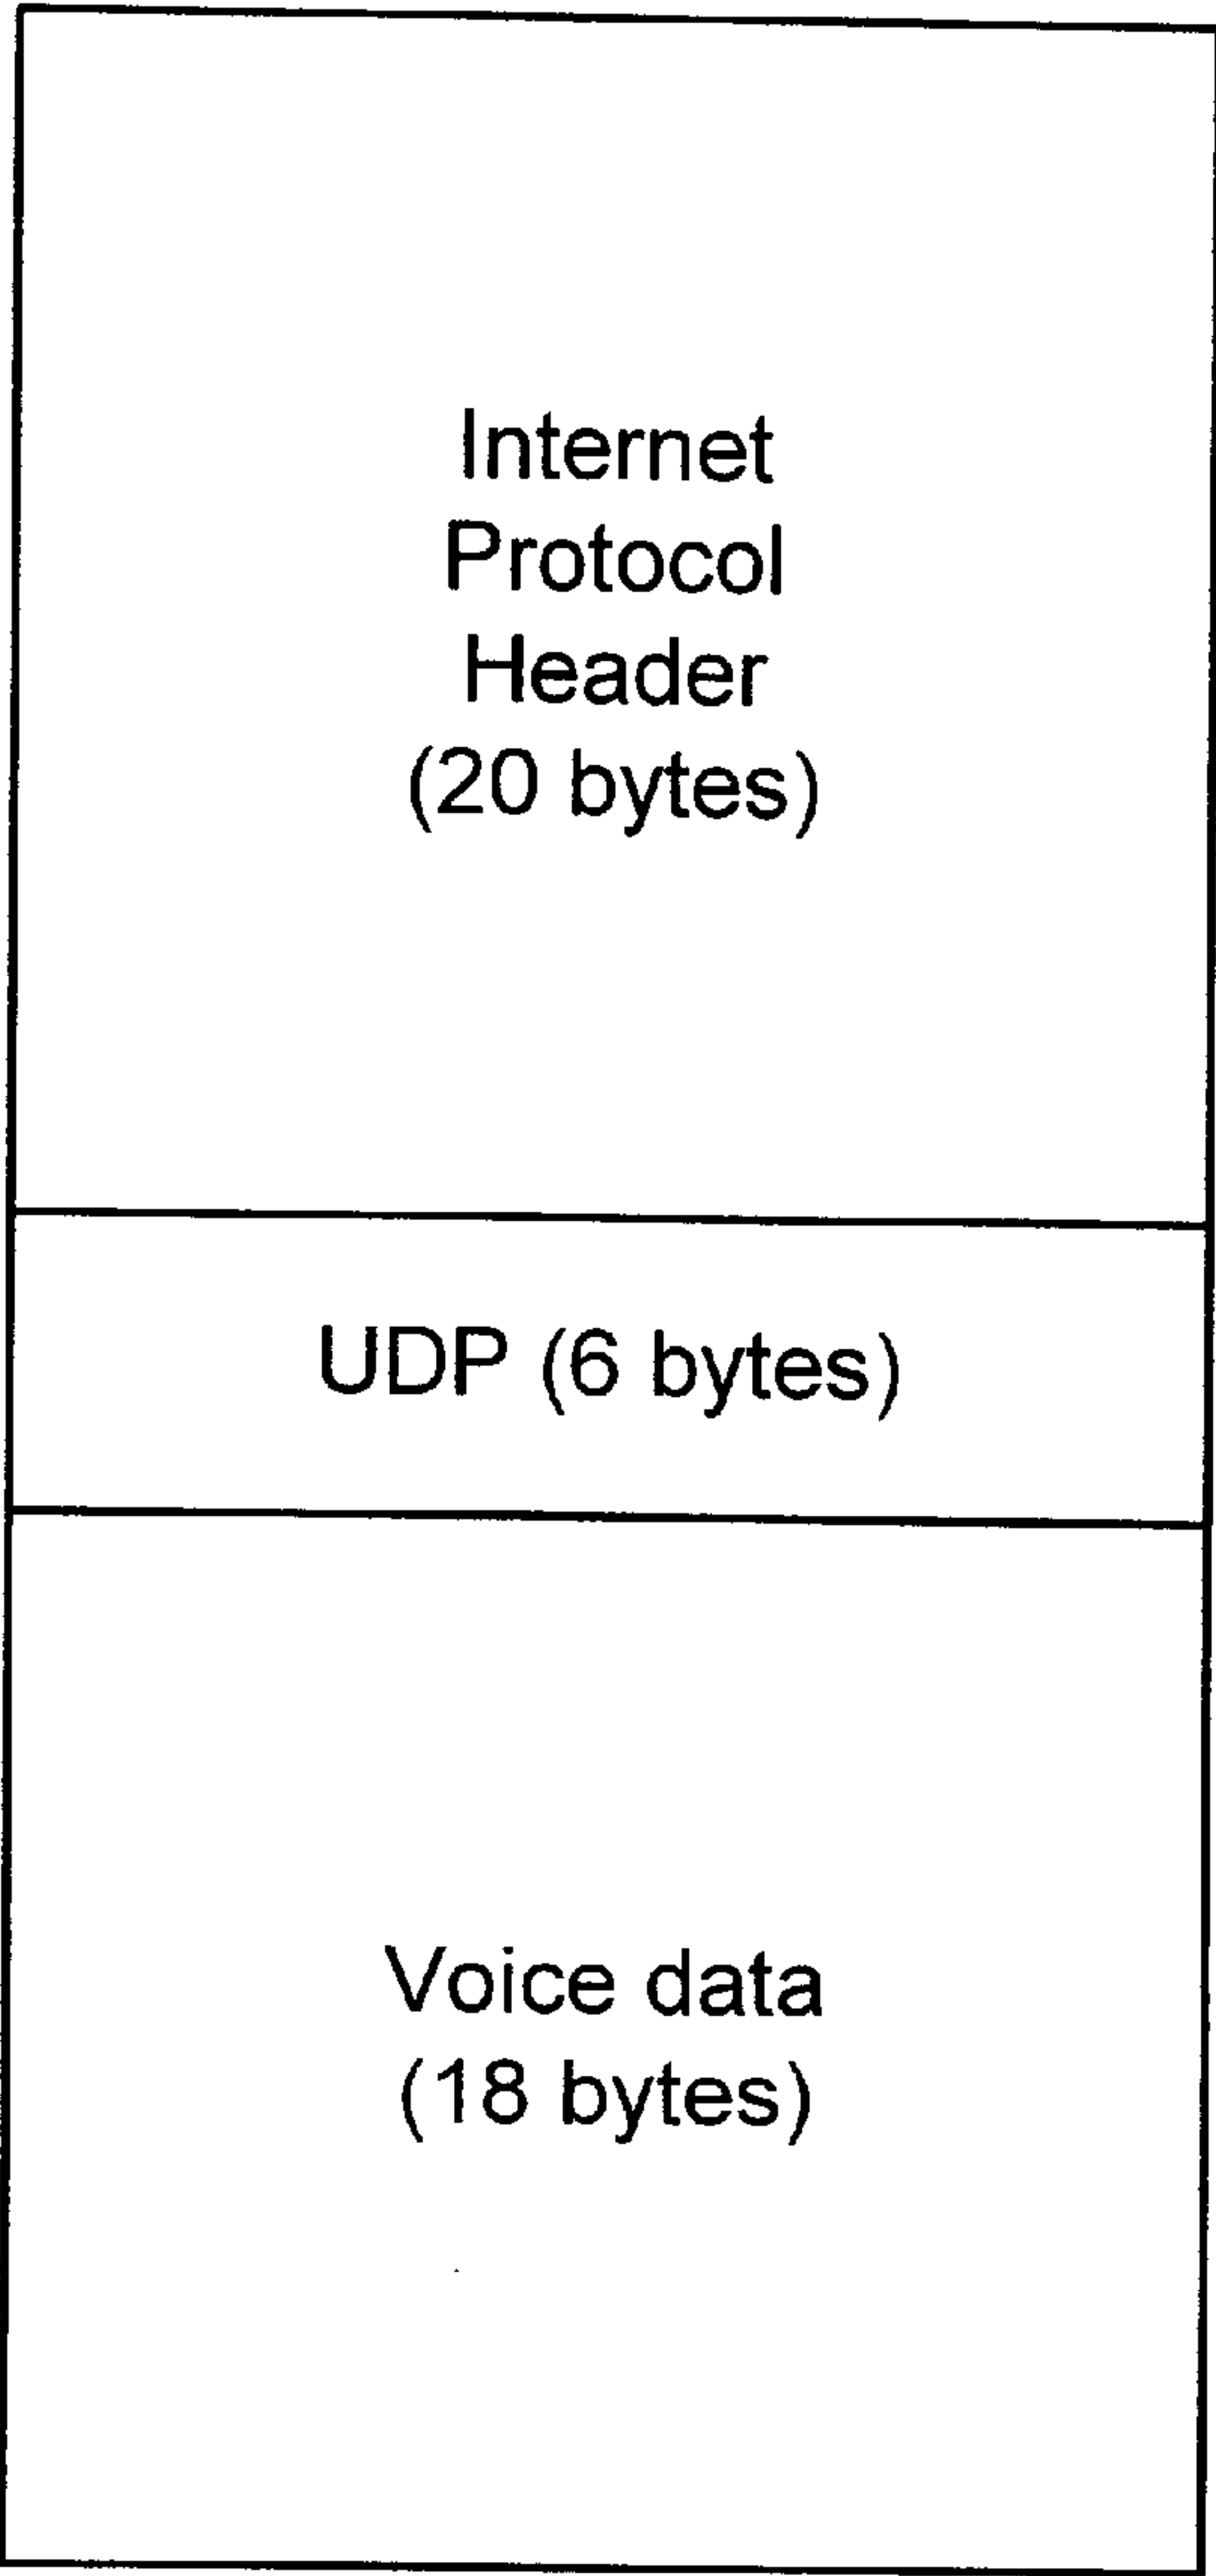 Internet
Protocol
Header
(20 bytes)
UDP (6 bytes)
Voice data
(18 bytes)